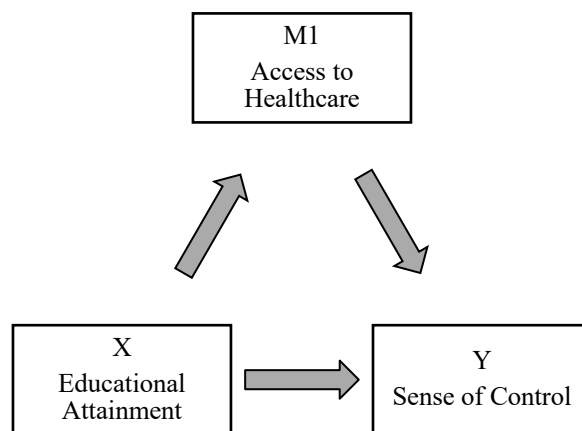 M1
Access to
Healthcare
X
Educational
Attainment
Y
Sense of Control